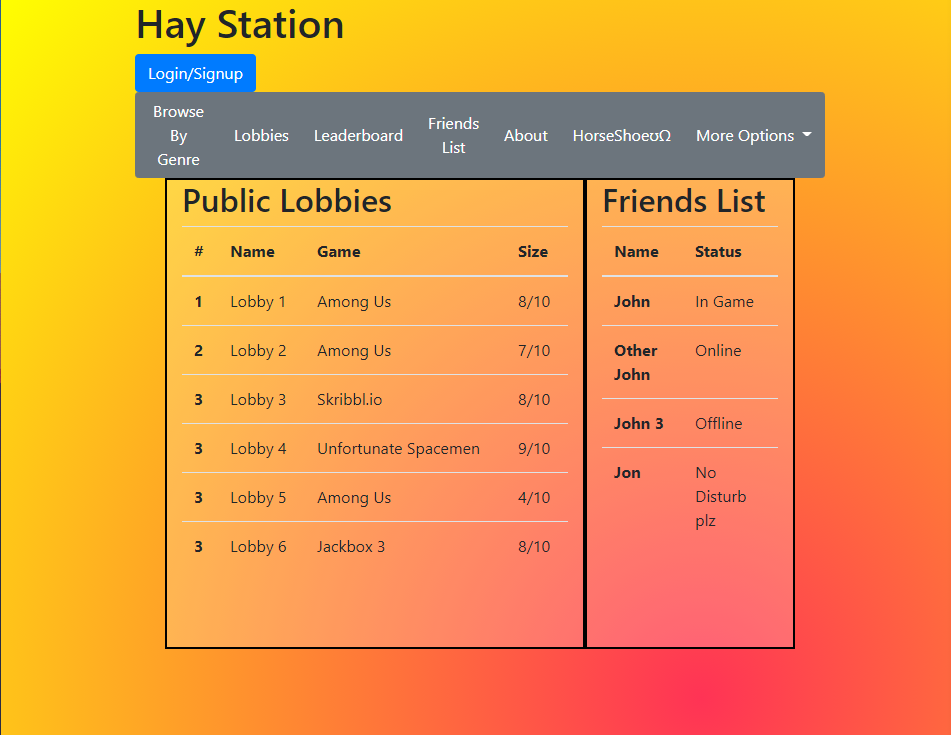 Hay Station
Login/Signup
Browse
By
Genre
Lobbies
Leaderboard
Friends
List
About
HorseShoeʊΩ
More Options
Public Lobbies
# Name Game Size
1 Lobby 1 Among Us 8/10
2 Lobby 2 Among Us 7/10
3 Lobby 3 Skribbl.io 8/10
3 Lobby 4 Unfortunate Spacemen 9/10
3 Lobby 5 Among Us 4/10
3 Lobby 6 Jackbox 3 8/10
Friends List
Name Status
John In Game
Other Online
John
John 3 Offline
Jon No
Disturb
plz